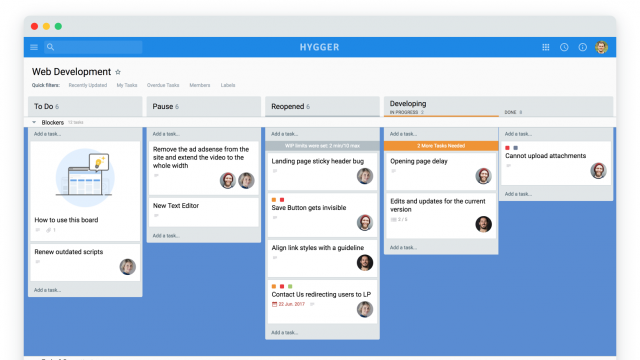 HYGGER
Web Development
Quick filters: Recently Updated My Tasks Overdue Tasks Members Labels
To Do 6
Pause 6
Reopened 6
Developing
IN PROGRESS 2
DONE 8
Blockers 12 tasks
Add a task...
How to use this board
1
Renew outdated scripts
Add a task...
Add a task...
Remove the ad adsense from the
site and extend the video to the
whole width
New Text Editor
Add a task...
Add a task...
WIP limits were set: 2 min/10 max
Landing page sticky header bug
Save Button gets invisible
Align link styles with a guideline
Contact Us redirecting users to LP
22 Jun. 2017
Add a task...
Add a task...
2 More Tasks Needed
Opening page delay
Edits and updates for the current
version
3 / 6
Add a task...
Add a task...
Cannot upload attachments
Add a task...